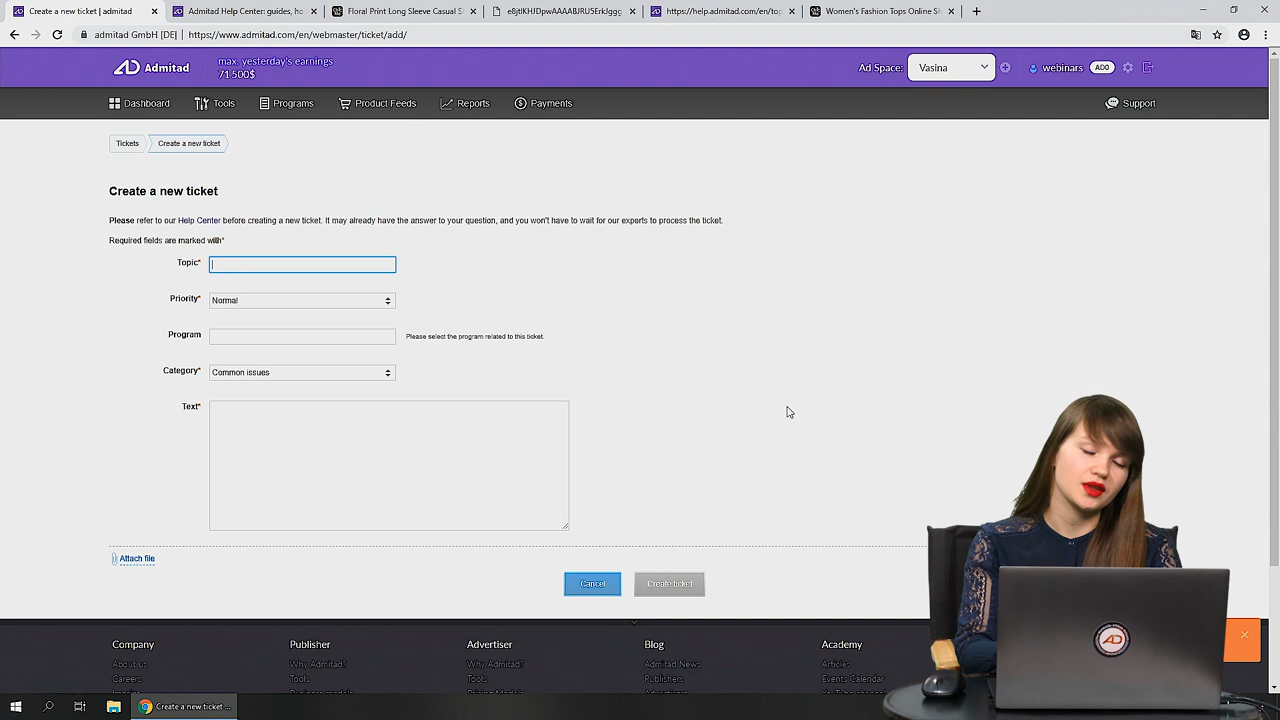 Create a new ticket | admitad
Admitad Help Center: guides, ho
Floral Print Long Sleeve Casual S
https://help.admitad.com/en/top
Women's Fashion Tops Online Sh
admitad GmbH [DE] | https://www.admitad.com/en/webmaster/ticket/add/
Admitad
max. yesterday's earnings
71 500$
Ad Space:
Vasina
webinars
AD0
Dashboard
Tools
Programs
Product Feeds
Reports
Payments
Support
Tickets
Create a new ticket
Create a new ticket
Please refer to our Help Center before creating a new ticket. It may already have the answer to your question, and you won't have to wait for our experts to process the ticket.
Required fields are marked with*
Topic*
Priority*
Normal
Program
Please select the program related to this ticket.
Category*
Common issues
Text*
Attach file
Cancel
Create ticket
Company
Publisher
Advertiser
Blog
Academy
About us
Why Admitad?
Why Admitad?
Admitad News
Articles
Careers
Tools
Tools
Publishers
Events Calendar
Create a new ticket ...